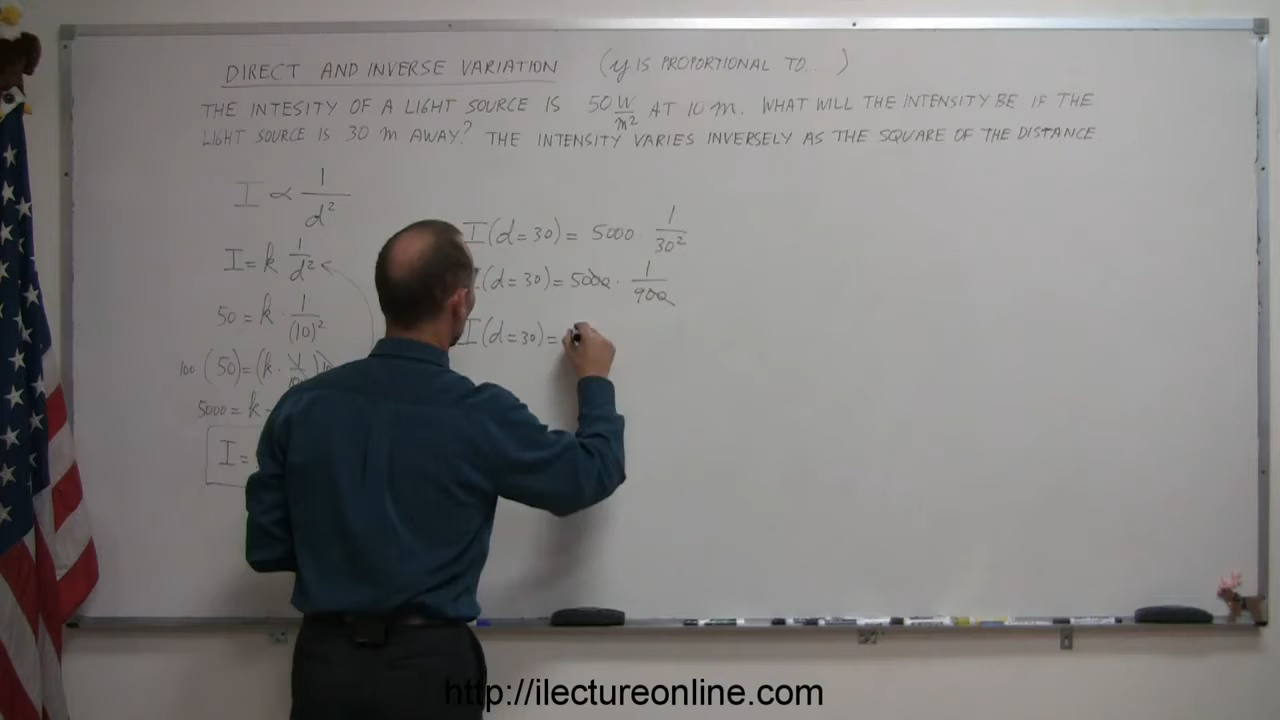 DIRECT AND INVERSE VARIATION (y IS PROPORTIONAL TO...)
THE INTESITY OF A LIGHT SOURCE IS 50 W/m² AT 10 m. WHAT WILL THE INTENSITY BE IF THE
LIGHT SOURCE IS 30 m AWAY? THE INTENSITY VARIES INVERSELY AS THE SQUARE OF THE DISTANCE
I ∝ 1/d²
I = k 1/d²
50 = k · 1/(10)²
100 (50) = (k ·
5000 = k
I =
I(d=30) = 5000 · 1/30²
I(d=30) = 5000 · 1/900
I(d=30) =
http://ilectureonline.com